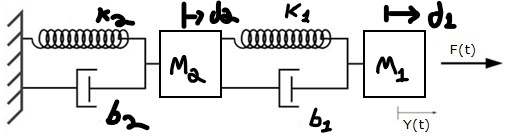 K2 d2 K1 d1
M2 M1 F(t)
b2 b1 Y(t)